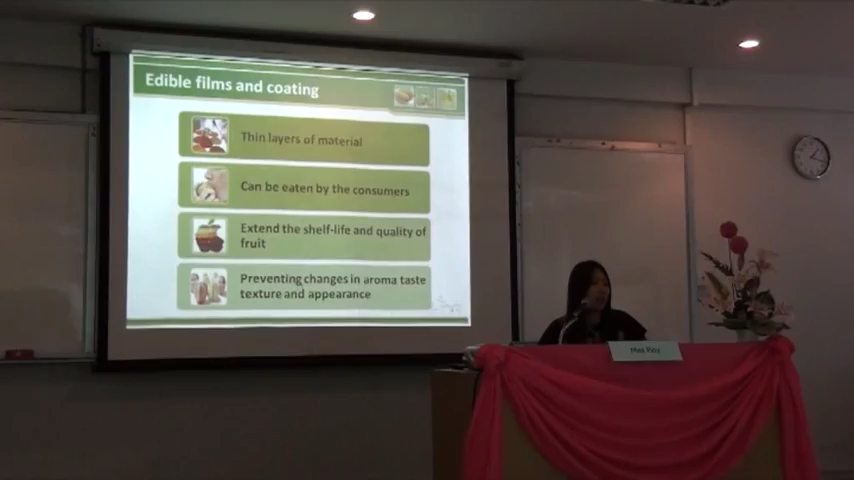 Edible films and coating
Thin layers of material
Can be eaten by the consumers
Extend the shelf-life and quality of
fruit
Preventing changes in aroma taste
texture and appearance